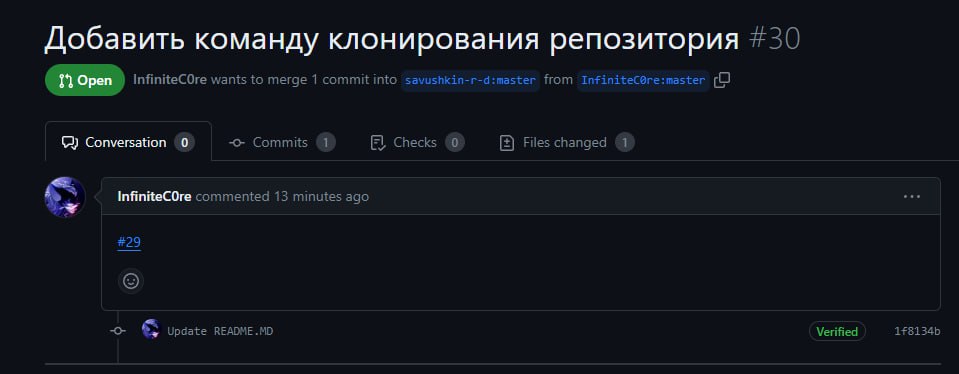 Добавить команду клонирования репозитория #30
Open InfiniteC0re wants to merge 1 commit into savushkin-r-d:master from InfiniteC0re:master
Conversation 0 Commits 1 Checks 0 Files changed 1
InfiniteC0re commented 13 minutes ago
#29
Update README.MD Verified 1f8134b